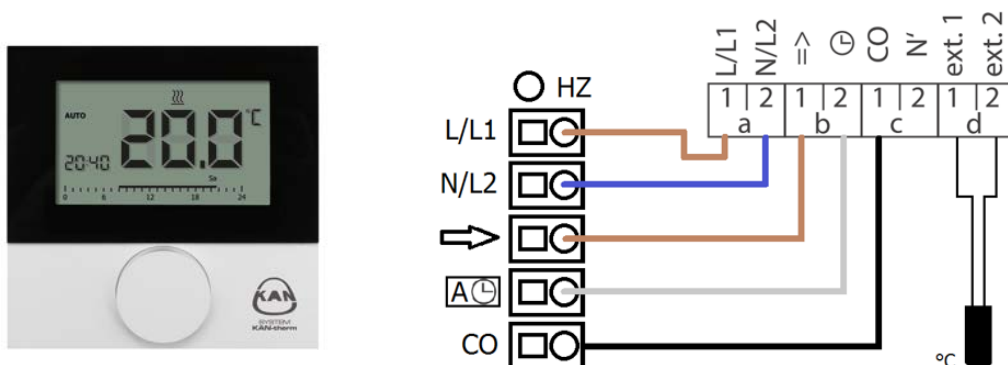 AUTO
20.0 °C
20:40
Sa
0 6 12 18 24
KAN
SYSTEM
KAN-therm
HZ
L/L1
N/L2
A
CO
L/L1 N/L2 => CO N' ext. 1 ext. 2
1 2 1 2 1 2 1 2
a b c d
°C